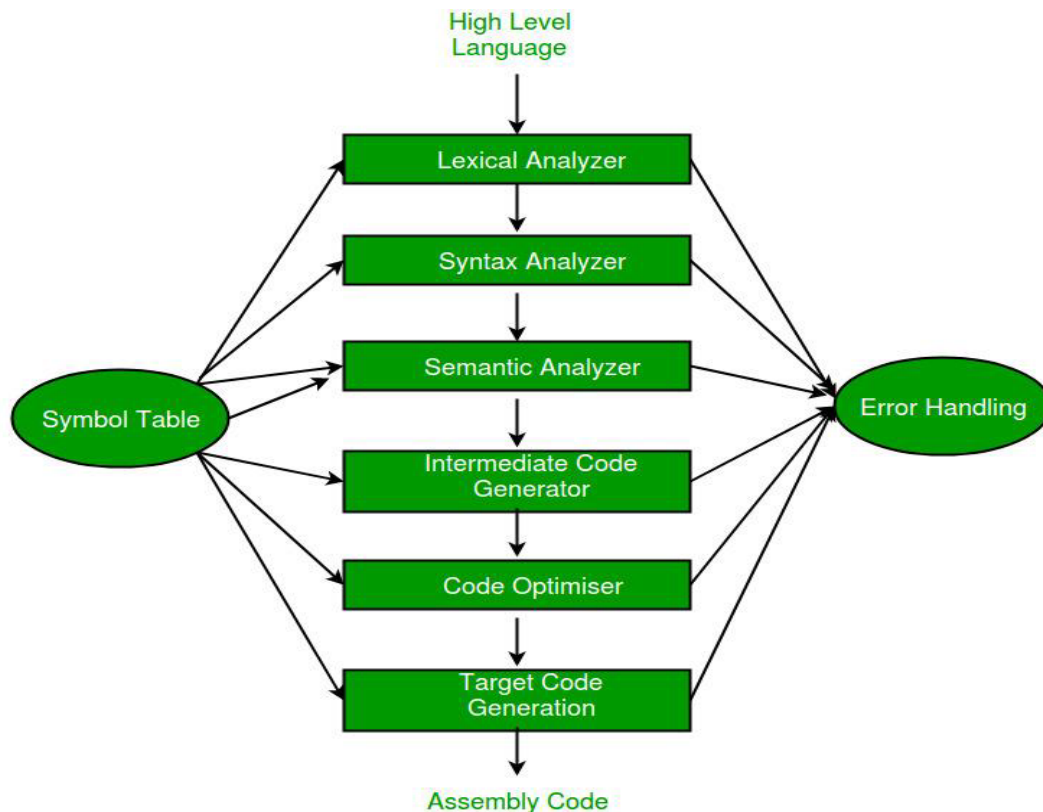 High Level
Language
Lexical Analyzer
Syntax Analyzer
Semantic Analyzer
Symbol Table
Error Handling
Intermediate Code
Generator
Code Optimiser
Target Code
Generation
Assembly Code